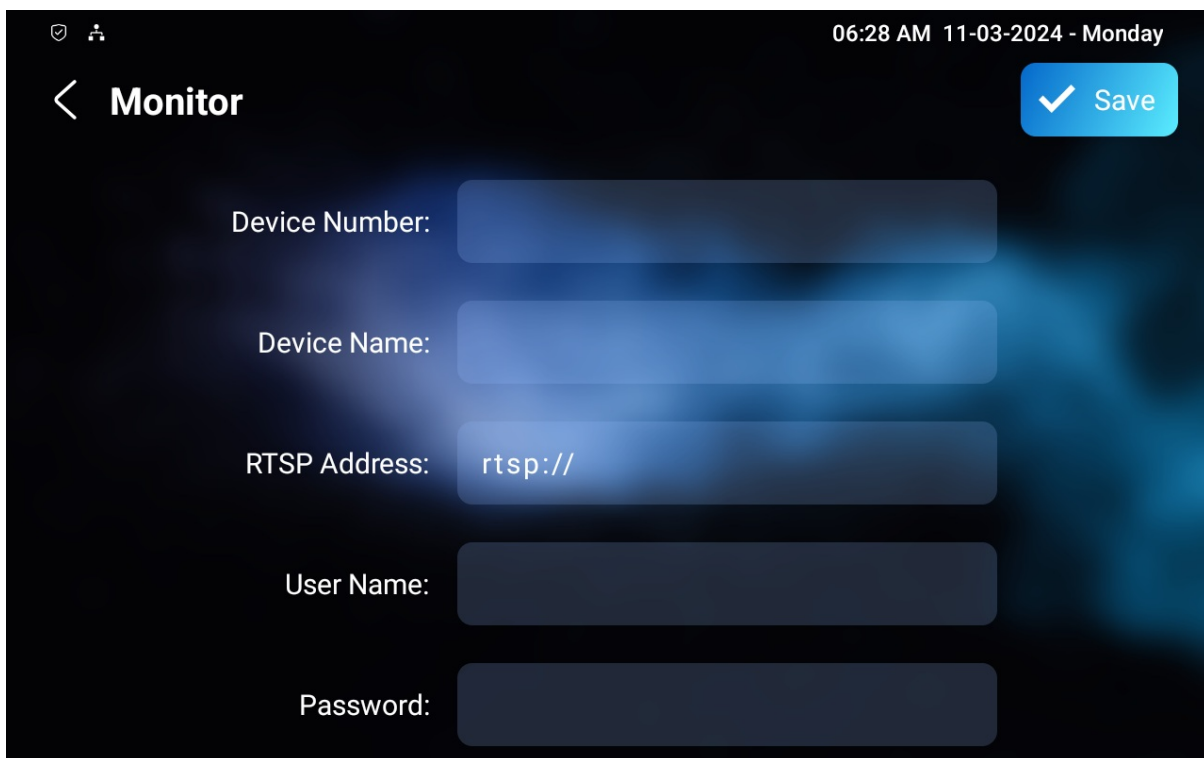 06:28 AM 11-03-2024 - Monday
Monitor
Save
Device Number:
Device Name:
RTSP Address: rtsp://
User Name:
Password: